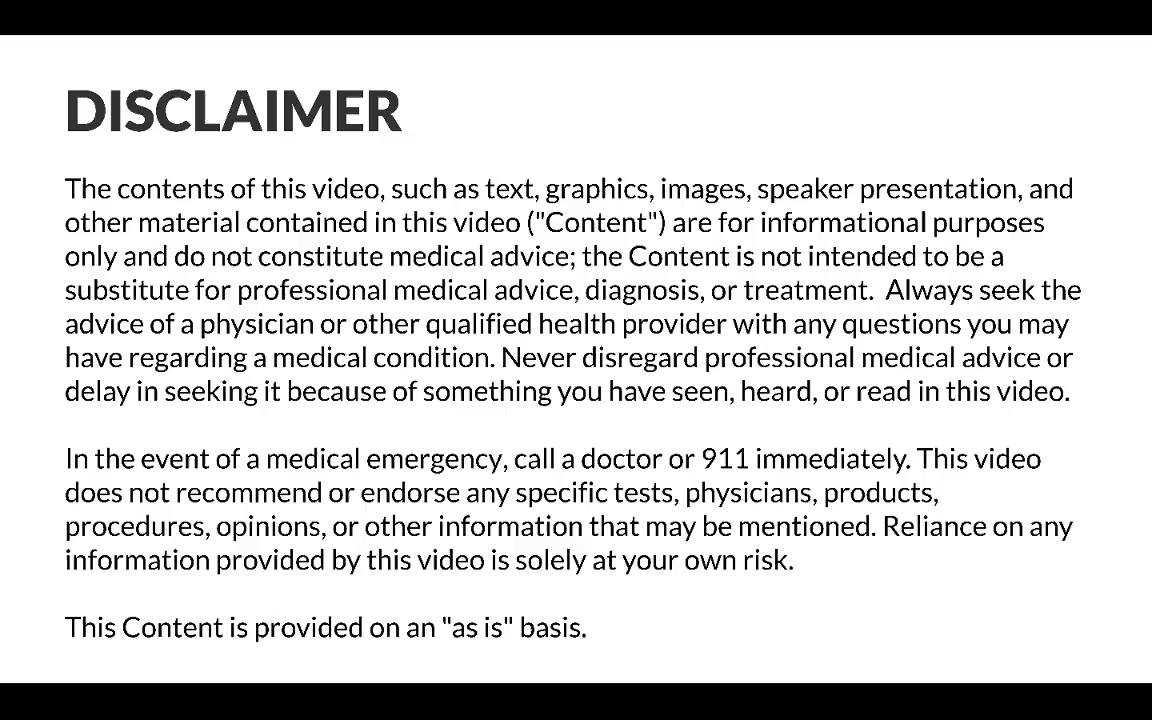 DISCLAIMER
The contents of this video, such as text, graphics, images, speaker presentation, and
other material contained in this video ("Content") are for informational purposes
only and do not constitute medical advice; the Content is not intended to be a
substitute for professional medical advice, diagnosis, or treatment.  Always seek the
advice of a physician or other qualified health provider with any questions you may
have regarding a medical condition. Never disregard professional medical advice or
delay in seeking it because of something you have seen, heard, or read in this video.
In the event of a medical emergency, call a doctor or 911 immediately. This video
does not recommend or endorse any specific tests, physicians, products,
procedures, opinions, or other information that may be mentioned. Reliance on any
information provided by this video is solely at your own risk.
This Content is provided on an "as is" basis.